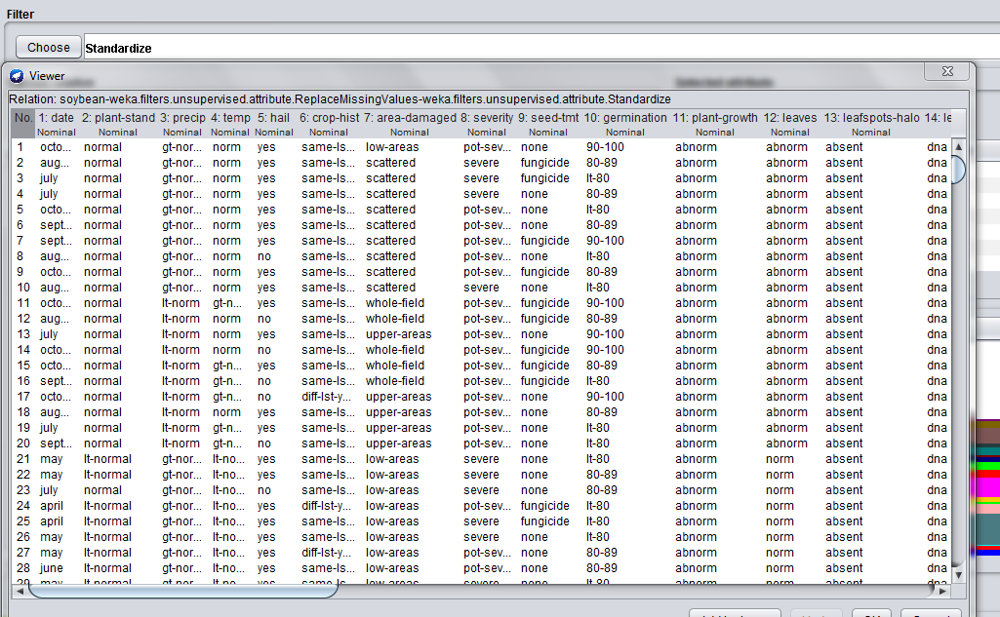 Filter
Choose Standardize
Viewer
Relation: soybean-weka.filters.unsupervised.attribute.ReplaceMissingValues-weka.filters.unsupervised.attribute.Standardize
No. 1: date 2: plant-stand 3: precip 4: temp 5: hail 6: crop-hist 7: area-damaged 8: severity 9: seed-tmt 10: germination 11: plant-growth 12: leaves 13: leafspots-halo 14: le
Nominal Nominal Nominal Nominal Nominal Nominal Nominal Nominal Nominal Nominal Nominal Nominal Nominal
1 octo... normal gt-nor... norm yes same-ls... low-areas pot-sev... none 90-100 abnorm abnorm absent dna
2 aug... normal gt-nor... norm yes same-ls... scattered severe fungicide 80-89 abnorm abnorm absent dna
3 july normal gt-nor... norm yes same-ls... scattered severe fungicide lt-80 abnorm abnorm absent dna
4 july normal gt-nor... norm yes same-ls... scattered severe none 80-89 abnorm abnorm absent dna
5 octo... normal gt-nor... norm yes same-ls... scattered pot-sev... none lt-80 abnorm abnorm absent dna
6 sept... normal gt-nor... norm yes same-ls... scattered pot-sev... none 80-89 abnorm abnorm absent dna
7 sept... normal gt-nor... norm yes same-ls... scattered pot-sev... fungicide 90-100 abnorm abnorm absent dna
8 aug... normal gt-nor... norm no same-ls... scattered pot-sev... none lt-80 abnorm abnorm absent dna
9 octo... normal gt-nor... norm yes same-ls... scattered pot-sev... fungicide 80-89 abnorm abnorm absent dna
10 aug... normal gt-nor... norm yes same-ls... scattered severe none lt-80 abnorm abnorm absent dna
11 octo... normal lt-norm gt-n... yes same-ls... whole-field pot-sev... fungicide 90-100 abnorm abnorm absent dna
12 aug... normal lt-norm norm no same-ls... whole-field pot-sev... fungicide 80-89 abnorm abnorm absent dna
13 july normal lt-norm norm yes same-ls... upper-areas pot-sev... none 90-100 abnorm abnorm absent dna
14 octo... normal lt-norm norm no same-ls... whole-field pot-sev... fungicide 90-100 abnorm abnorm absent dna
15 octo... normal lt-norm gt-n... yes same-ls... whole-field pot-sev... fungicide 80-89 abnorm abnorm absent dna
16 sept... normal lt-norm gt-n... no same-ls... whole-field pot-sev... fungicide lt-80 abnorm abnorm absent dna
17 octo... normal lt-norm gt-n... no diff-lst-y... upper-areas pot-sev... none 90-100 abnorm abnorm absent dna
18 aug... normal lt-norm norm yes same-ls... upper-areas pot-sev... none 80-89 abnorm abnorm absent dna
19 july normal lt-norm gt-n... yes same-ls... upper-areas pot-sev... none lt-80 abnorm abnorm absent dna
20 sept... normal lt-norm gt-n... no same-ls... upper-areas pot-sev... none lt-80 abnorm abnorm absent dna
21 may lt-normal gt-nor... lt-no... yes same-ls... low-areas severe none lt-80 abnorm norm absent dna
22 may lt-normal gt-nor... lt-no... yes same-ls... low-areas severe none 80-89 abnorm norm absent dna
23 july lt-normal gt-nor... lt-no... no same-ls... low-areas severe none 80-89 abnorm norm absent dna
24 april lt-normal gt-nor... lt-no... yes diff-lst-y... low-areas pot-sev... fungicide lt-80 abnorm norm absent dna
25 april lt-normal gt-nor... lt-no... yes same-ls... low-areas severe fungicide 80-89 abnorm norm absent dna
26 may lt-normal gt-nor... lt-no... yes same-ls... low-areas severe none lt-80 abnorm norm absent dna
27 may lt-normal gt-nor... lt-no... yes diff-lst-y... low-areas pot-sev... none 80-89 abnorm norm absent dna
28 june lt-normal gt-nor... lt-no... yes same-ls... low-areas severe none 80-89 abnorm norm absent dna